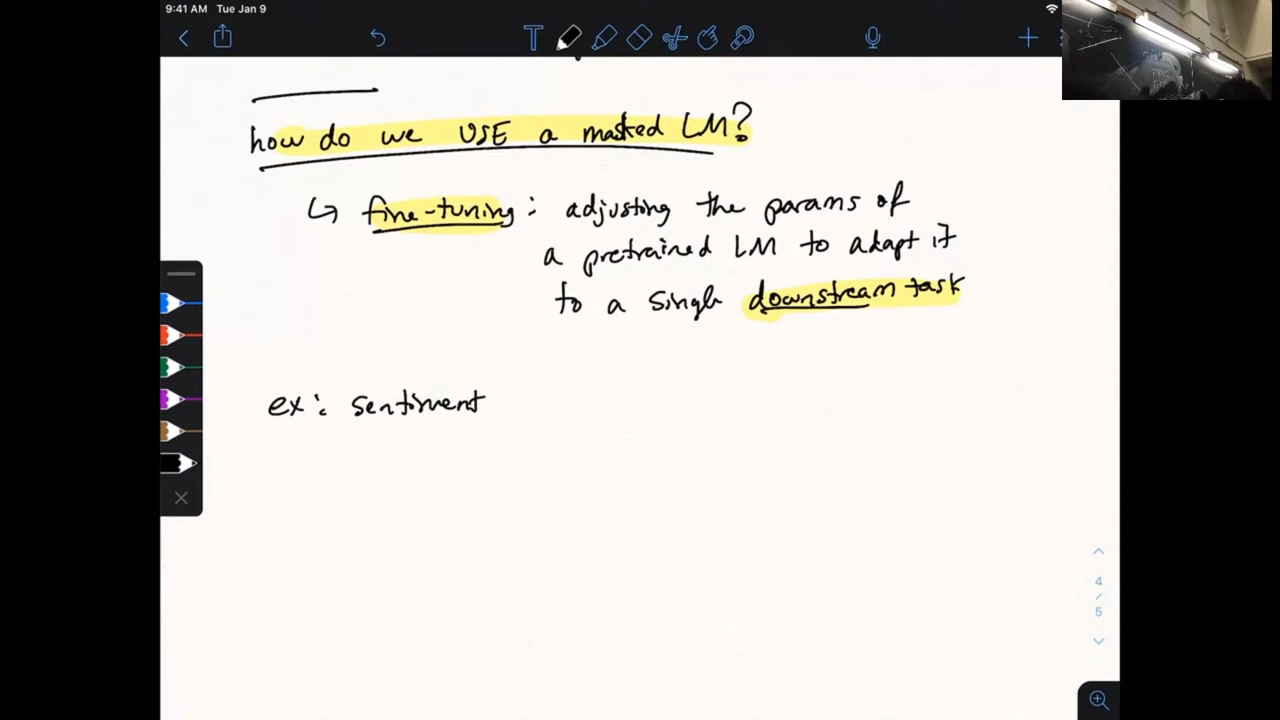 9:41 AM Tue Jan 9
how do we USE a masked LM?
↳ fine-tuning: adjusting the params of
a pretrained LM to adapt it
to a single downstream task
ex: sentiment
4
/
5